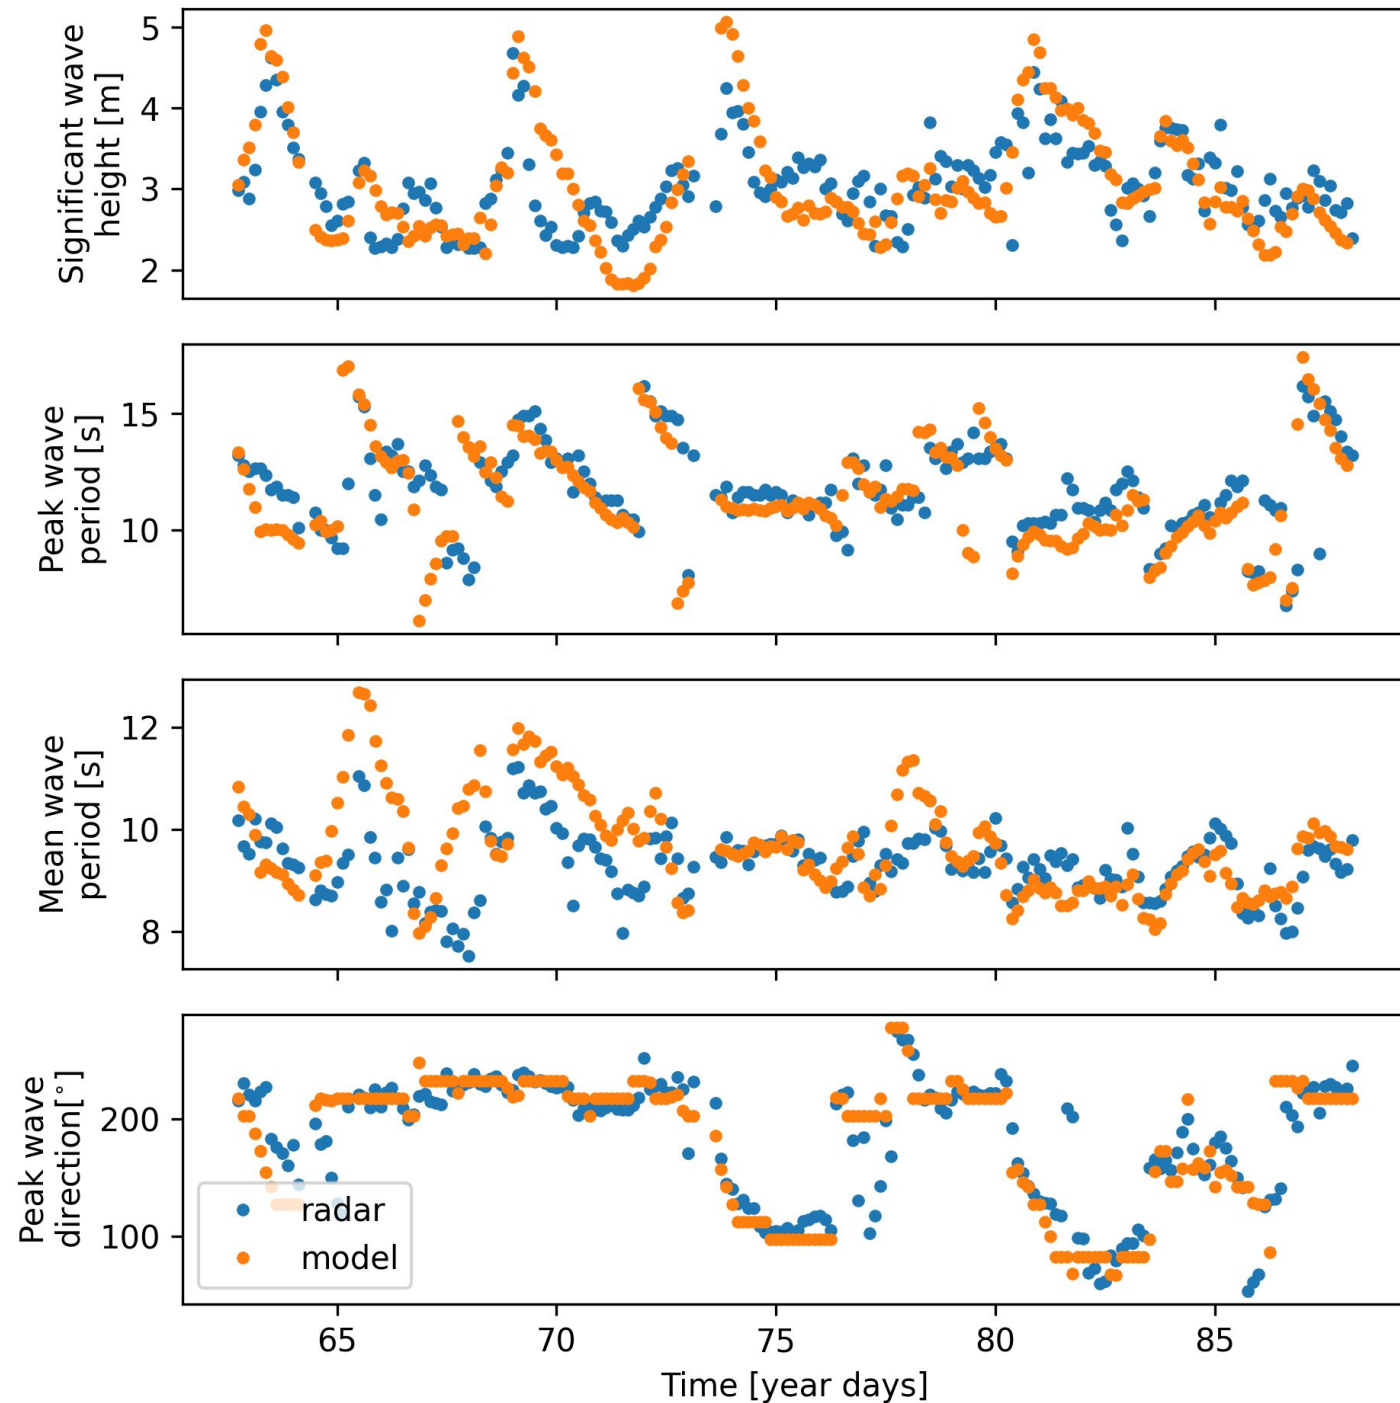 Significant wave
height [m]
5
4
3
2
Peak wave
period [s]
15
10
Mean wave
period [s]
12
10
8
Peak wave
direction[°]
200
100
radar
model
65 70 75 80 85
Time [year days]